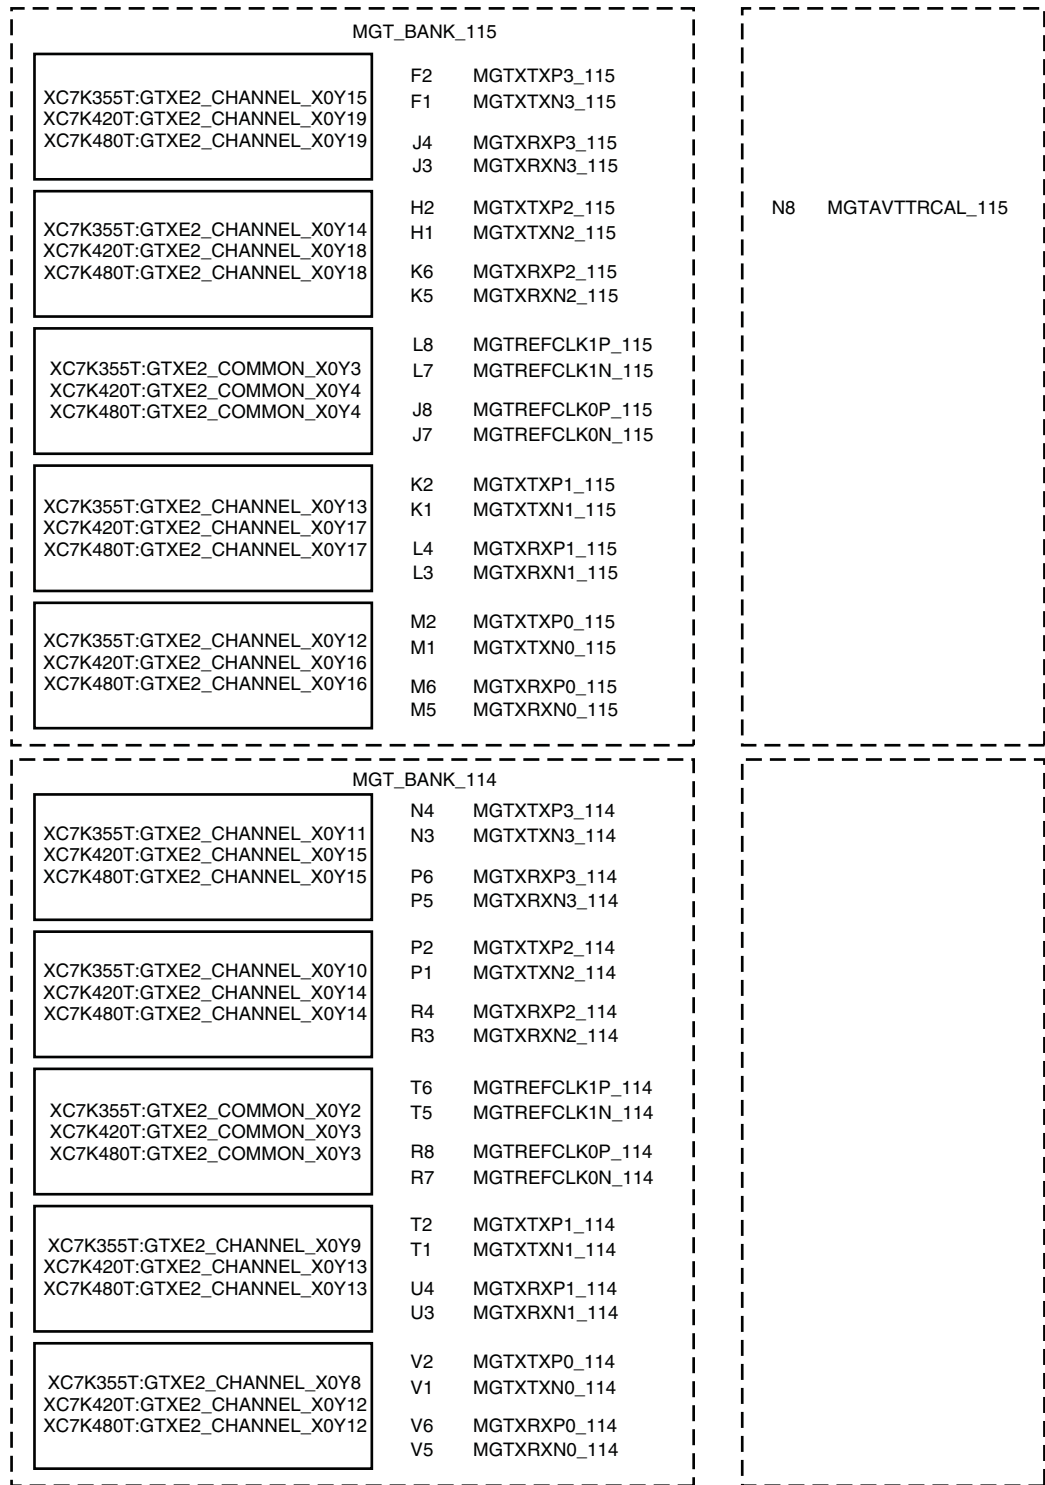 MGT_BANK_115
XC7K355T:GTXE2_CHANNEL_X0Y15
XC7K420T:GTXE2_CHANNEL_X0Y19
XC7K480T:GTXE2_CHANNEL_X0Y19
F2 MGTXTXP3_115
F1 MGTXTXN3_115
J4 MGTXRXP3_115
J3 MGTXRXN3_115
XC7K355T:GTXE2_CHANNEL_X0Y14
XC7K420T:GTXE2_CHANNEL_X0Y18
XC7K480T:GTXE2_CHANNEL_X0Y18
H2 MGTXTXP2_115
H1 MGTXTXN2_115
K6 MGTXRXP2_115
K5 MGTXRXN2_115
N8 MGTAVTTRCAL_115
XC7K355T:GTXE2_COMMON_X0Y3
XC7K420T:GTXE2_COMMON_X0Y4
XC7K480T:GTXE2_COMMON_X0Y4
L8 MGTREFCLK1P_115
L7 MGTREFCLK1N_115
J8 MGTREFCLK0P_115
J7 MGTREFCLK0N_115
XC7K355T:GTXE2_CHANNEL_X0Y13
XC7K420T:GTXE2_CHANNEL_X0Y17
XC7K480T:GTXE2_CHANNEL_X0Y17
K2 MGTXTXP1_115
K1 MGTXTXN1_115
L4 MGTXRXP1_115
L3 MGTXRXN1_115
XC7K355T:GTXE2_CHANNEL_X0Y12
XC7K420T:GTXE2_CHANNEL_X0Y16
XC7K480T:GTXE2_CHANNEL_X0Y16
M2 MGTXTXP0_115
M1 MGTXTXN0_115
M6 MGTXRXP0_115
M5 MGTXRXN0_115
MGT_BANK_114
XC7K355T:GTXE2_CHANNEL_X0Y11
XC7K420T:GTXE2_CHANNEL_X0Y15
XC7K480T:GTXE2_CHANNEL_X0Y15
N4 MGTXTXP3_114
N3 MGTXTXN3_114
P6 MGTXRXP3_114
P5 MGTXRXN3_114
XC7K355T:GTXE2_CHANNEL_X0Y10
XC7K420T:GTXE2_CHANNEL_X0Y14
XC7K480T:GTXE2_CHANNEL_X0Y14
P2 MGTXTXP2_114
P1 MGTXTXN2_114
R4 MGTXRXP2_114
R3 MGTXRXN2_114
XC7K355T:GTXE2_COMMON_X0Y2
XC7K420T:GTXE2_COMMON_X0Y3
XC7K480T:GTXE2_COMMON_X0Y3
T6 MGTREFCLK1P_114
T5 MGTREFCLK1N_114
R8 MGTREFCLK0P_114
R7 MGTREFCLK0N_114
XC7K355T:GTXE2_CHANNEL_X0Y9
XC7K420T:GTXE2_CHANNEL_X0Y13
XC7K480T:GTXE2_CHANNEL_X0Y13
T2 MGTXTXP1_114
T1 MGTXTXN1_114
U4 MGTXRXP1_114
U3 MGTXRXN1_114
XC7K355T:GTXE2_CHANNEL_X0Y8
XC7K420T:GTXE2_CHANNEL_X0Y12
XC7K480T:GTXE2_CHANNEL_X0Y12
V2 MGTXTXP0_114
V1 MGTXTXN0_114
V6 MGTXRXP0_114
V5 MGTXRXN0_114